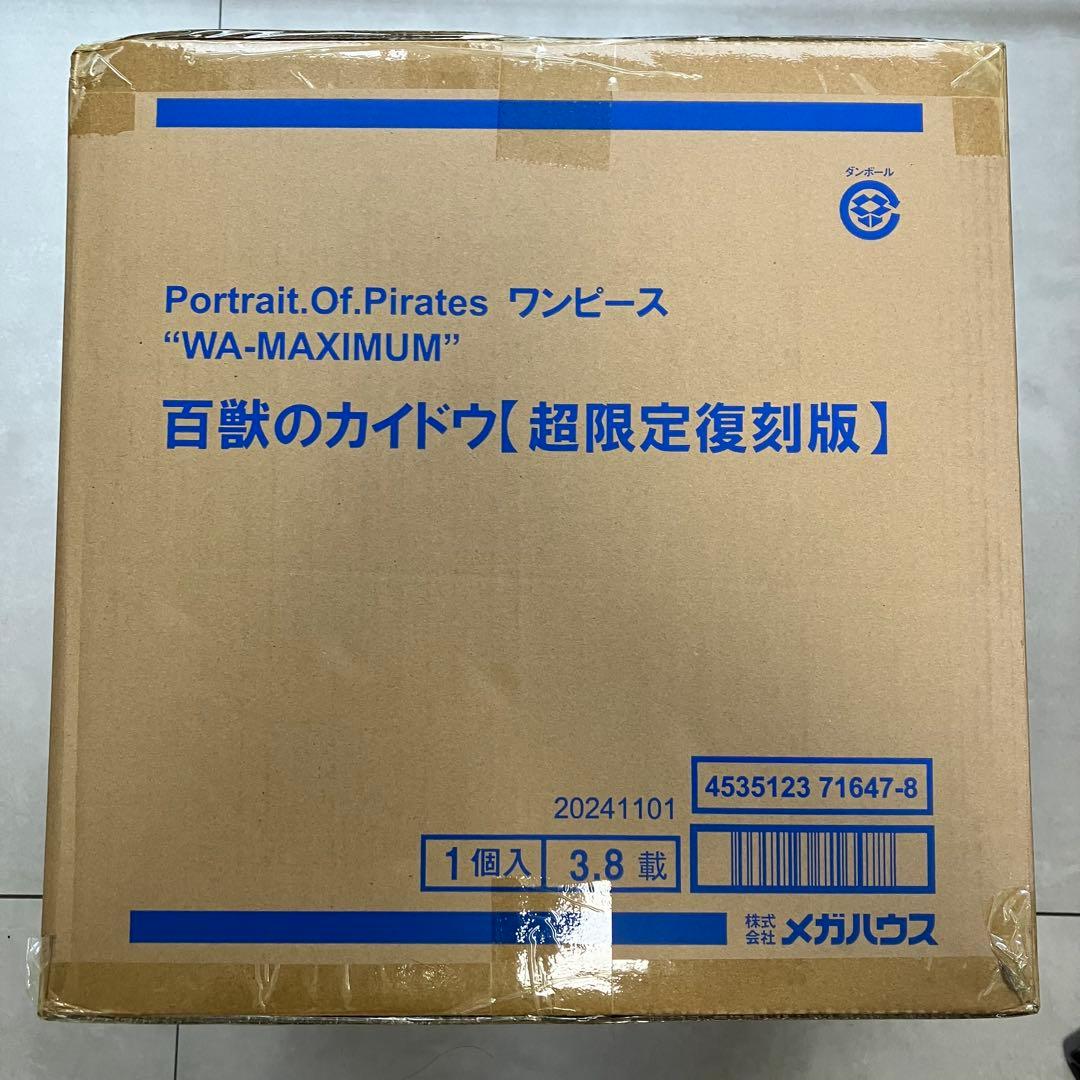 ダンボール
Portrait.Of.Pirates ワンピース
“WA-MAXIMUM”
百獣のカイドウ【超限定復刻版】
4535123 71647-8
20241101
1個入 3.8 載
株式会社 メガハウス